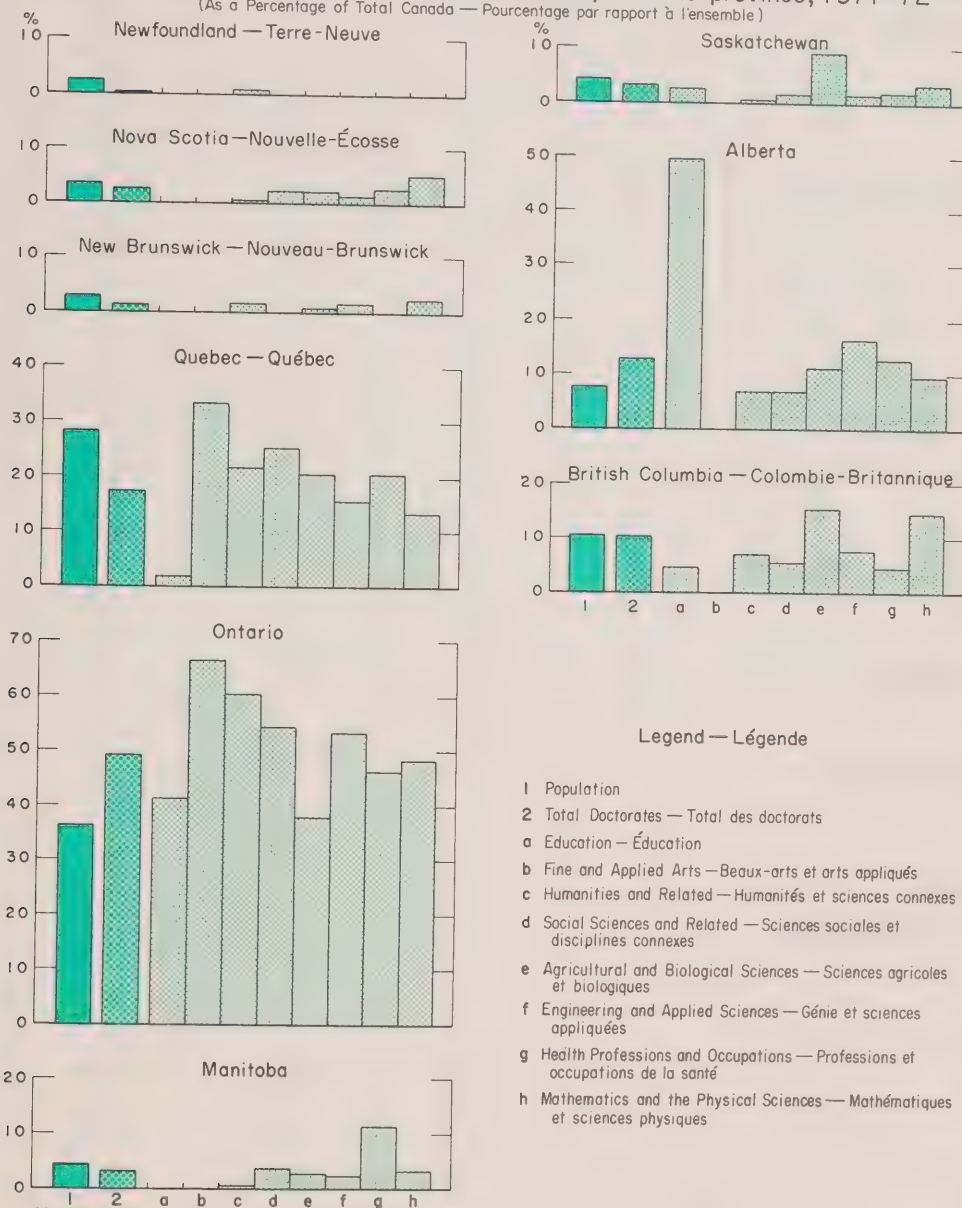 province, 1971-72
(As a Percentage of Total Canada — Pourcentage par rapport à l'ensemble)
%
Newfoundland — Terre-Neuve
10
0
Nova Scotia — Nouvelle-Écosse
10
0
New Brunswick — Nouveau-Brunswick
10
0
Quebec — Québec
40
30
20
10
0
Ontario
70
60
50
40
30
20
10
0
Manitoba
20
10
0
1 2 a b c d e f g h
%
Saskatchewan
10
0
Alberta
50
40
30
20
10
0
British Columbia — Colombie-Britannique
20
10
0
1 2 a b c d e f g h
Legend — Légende
1 Population
2 Total Doctorates — Total des doctorats
a Education — Éducation
b Fine and Applied Arts — Beaux-arts et arts appliqués
c Humanities and Related — Humanités et sciences connexes
d Social Sciences and Related — Sciences sociales et
disciplines connexes
e Agricultural and Biological Sciences — Sciences agricoles
et biologiques
f Engineering and Applied Sciences — Génie et sciences
appliquées
g Health Professions and Occupations — Professions et
occupations de la santé
h Mathematics and the Physical Sciences — Mathématiques
et sciences physiques